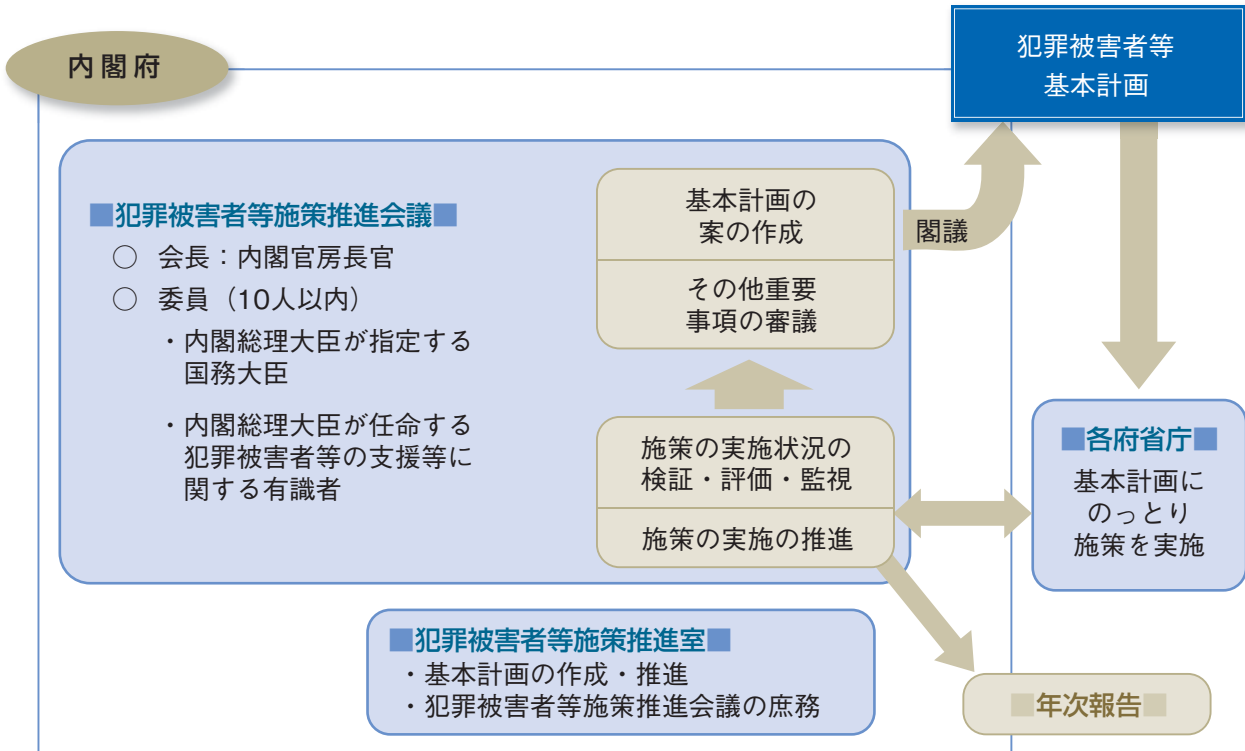 内閣府
犯罪被害者等
基本計画
■犯罪被害者等施策推進会議■
○ 会長：内閣官房長官
○ 委員（10人以内）
・内閣総理大臣が指定する
国務大臣
・内閣総理大臣が任命する
犯罪被害者等の支援等に
関する有識者
基本計画の
案の作成
その他重要
事項の審議
閣議
施策の実施状況の
検証・評価・監視
施策の実施の推進
■各府省庁■
基本計画に
のっとり
施策を実施
■犯罪被害者等施策推進室■
・基本計画の作成・推進
・犯罪被害者等施策推進会議の庶務
■年次報告■